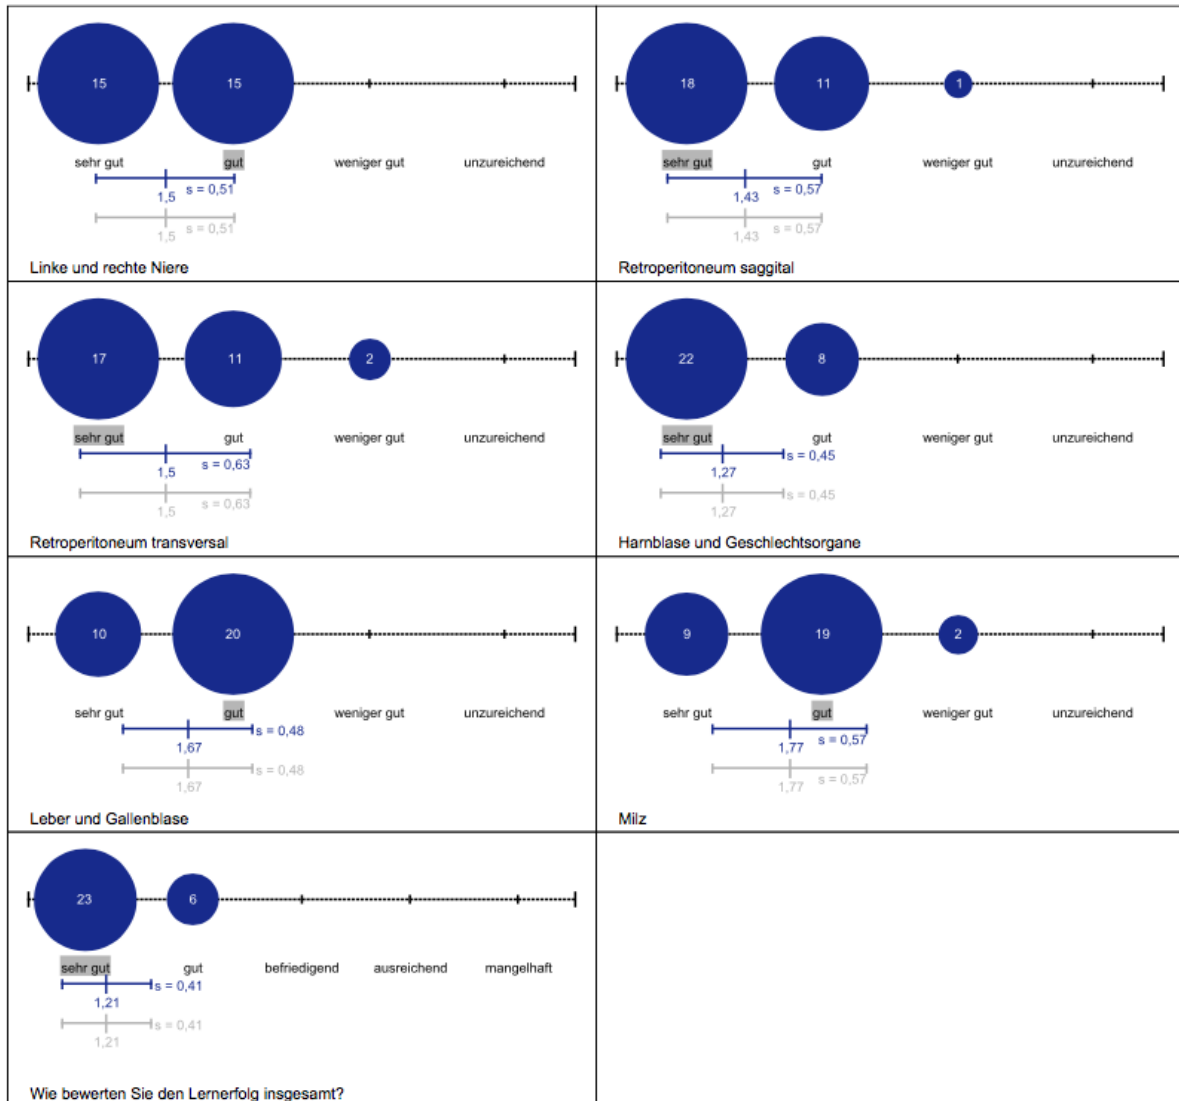 15 15
sehr gut gut weniger gut unzureichend
s = 0,51
1,5
s = 0,51
1,5
Linke und rechte Niere
18 11 1
sehr gut gut weniger gut unzureichend
s = 0,57
1,43
s = 0,57
1,43
Retroperitoneum saggital
17 11 2
sehr gut gut weniger gut unzureichend
s = 0,63
1,5
s = 0,63
1,5
Retroperitoneum transversal
22 8
sehr gut gut weniger gut unzureichend
s = 0,45
1,27
s = 0,45
1,27
Harnblase und Geschlechtsorgane
10 20
sehr gut gut weniger gut unzureichend
s = 0,48
1,67
s = 0,48
1,67
Leber und Gallenblase
9 19 2
sehr gut gut weniger gut unzureichend
s = 0,57
1,77
s = 0,57
1,77
Milz
23 6
sehr gut gut befriedigend ausreichend mangelhaft
s = 0,41
1,21
s = 0,41
1,21
Wie bewerten Sie den Lernerfolg insgesamt?